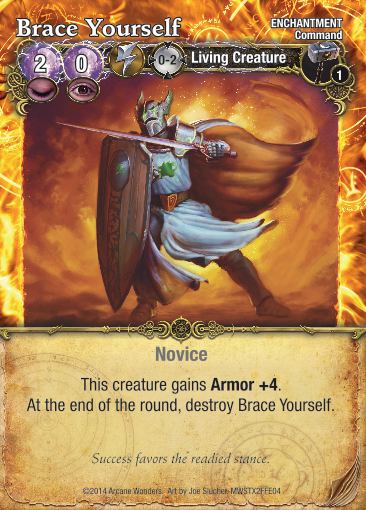 Brace Yourself
ENCHANTMENT
Command
2 0 0-2 Living Creature
1
Novice
This creature gains Armor +4.
At the end of the round, destroy Brace Yourself.
Success favors the readied stance.
©2014 Arcane Wonders. Art by Joe Slucher. MWSTX2FFE04